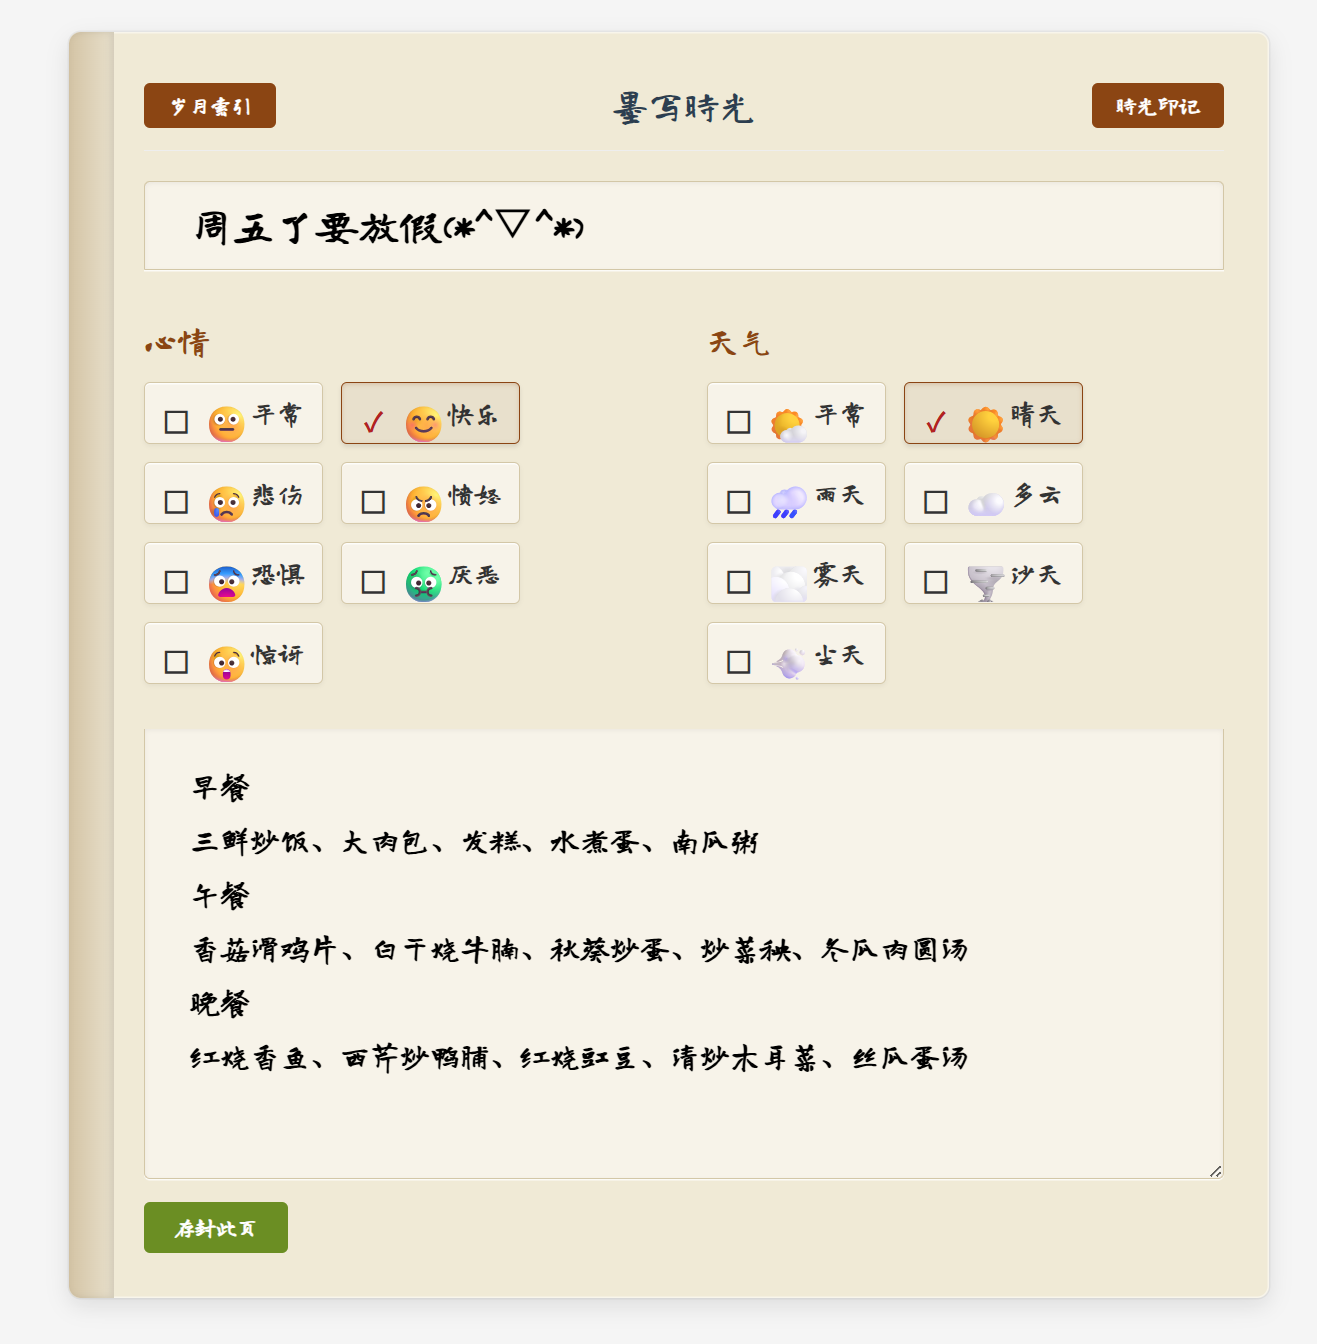 岁月索引
墨写時光
時光印记
周五了要放假(*^▽^*)
心情
天气
平常
快乐
平常
晴天
悲伤
愤怒
雨天
多云
恐惧
厌恶
雾天
沙天
惊讶
尘天
早餐
三鲜炒饭、大肉包、发糕、水煮蛋、南瓜粥
午餐
香菇滑鸡片、白干烧牛腩、秋葵炒蛋、炒菜秧、冬瓜肉圆汤
晚餐
红烧香鱼、西芹炒鸭脯、红烧豇豆、清炒木耳菜、丝瓜蛋汤
存封此页